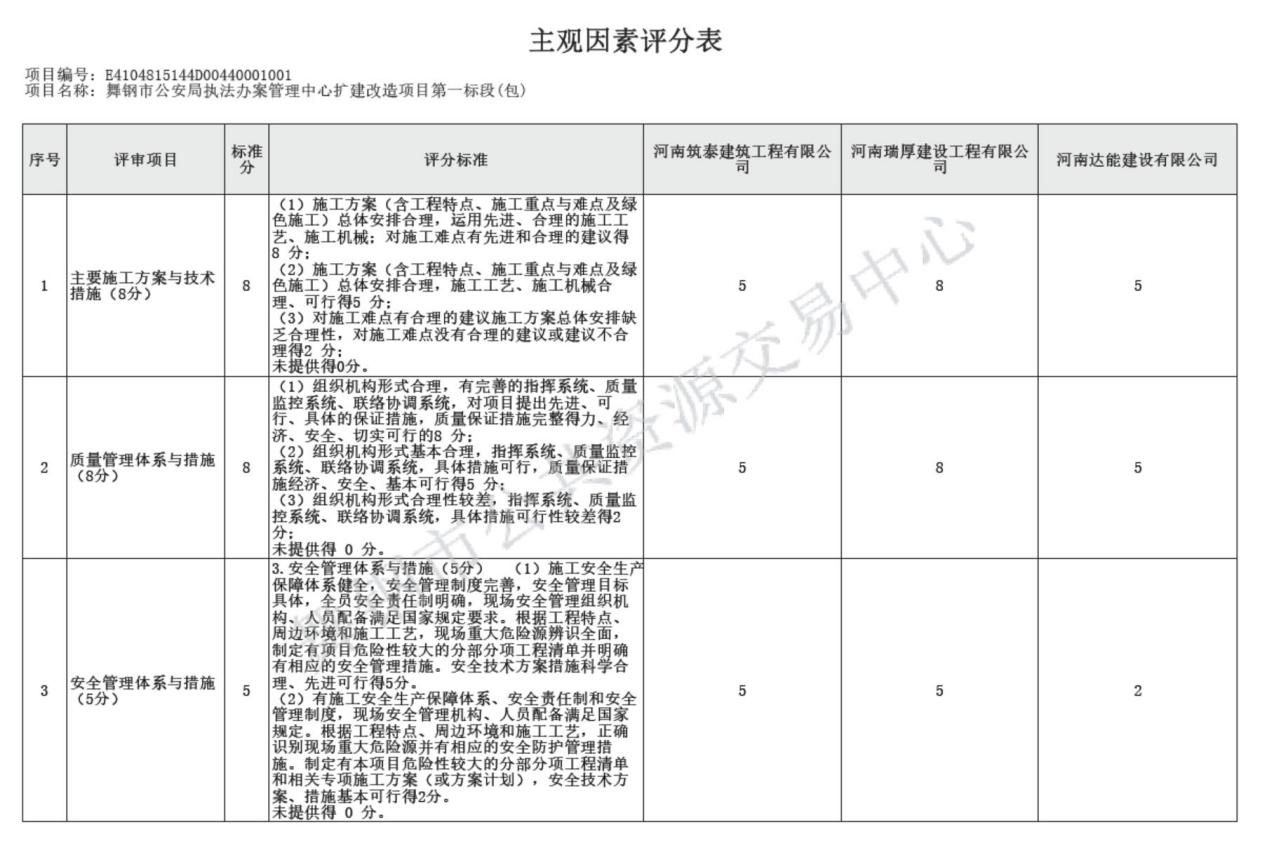 主观因素评分表
项目编号: E4104815144D00440001001
项目名称: 舞钢市公安局执法办案管理中心扩建改造项目第一标段(包)
序号
评审项目
标准
分
评分标准
河南筑泰建筑工程有限公
司
河南瑞厚建设工程有限公
司
河南达能建设有限公司
1
主要施工方案与技术
措施（8分）
8
（1）施工方案（含工程特点、施工重点与难点及绿
色施工）总体安排合理，运用先进、合理的施工工
艺、施工机械；对施工难点有先进和合理的建议得
8 分；
（2）施工方案（含工程特点、施工重点与难点及绿
色施工）总体安排合理，施工工艺、施工机械合
理、可行得5 分；
（3）对施工难点有合理的建议施工方案总体安排缺
乏合理性，对施工难点没有合理的建议或建议不合
理得2 分；
未提供得0分。
5
8
5
2
质量管理体系与措施
（8分）
8
（1）组织机构形式合理，有完善的指挥系统、质量
监控系统、联络协调系统，对项目提出先进、可
行、具体的保证措施，质量保证措施完整得力、经
济、安全、切实可行的8 分；
（2）组织机构形式基本合理，指挥系统、质量监控
系统、联络协调系统，具体措施可行，质量保证措
施经济、安全、基本可行得5 分；
（3）组织机构形式合理性较差，指挥系统、质量监
控系统、联络协调系统，具体措施可行性较差得2
分；
未提供得 0 分。
5
8
5
3
安全管理体系与措施
（5分）
5
3.安全管理体系与措施（5分） （1）施工安全生产
保障体系健全，安全管理制度完善，安全管理目标
具体，全员安全责任制明确，现场安全管理组织机
构、人员配备满足国家规定要求。根据工程特点、
周边环境和施工工艺，现场重大危险源辨识全面，
制定有项目危险性较大的分部分项工程清单并明确
有相应的安全管理措施。安全技术方案措施科学合
理、先进可行得5分。
（2）有施工安全生产保障体系、安全责任制和安全
管理制度，现场安全管理机构、人员配备满足国家
规定。根据工程特点、周边环境和施工工艺，正确
识别现场重大危险源并有相应的安全防护管理措
施。制定有本项目危险性较大的分部分项工程清单
和相关专项施工方案（或方案计划），安全技术方
案、措施基本可行得2分。
未提供得 0 分。
5
5
2
舞钢市公共资源交易中心